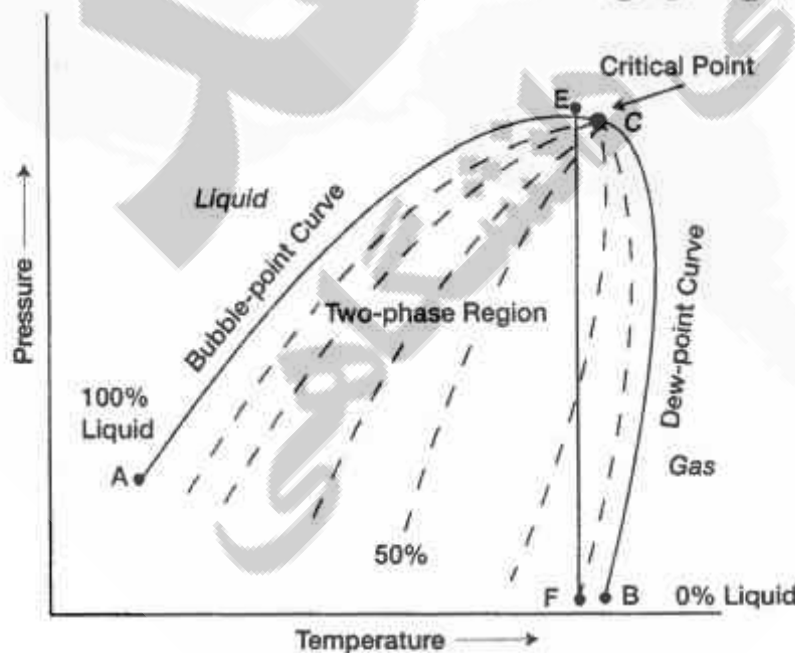 Critical Point
E
C
Liquid
Bubble-point Curve
Pressure
Two-phase Region
Dew-point Curve
100%
Liquid
A
Gas
50%
F
B
0% Liquid
Temperature